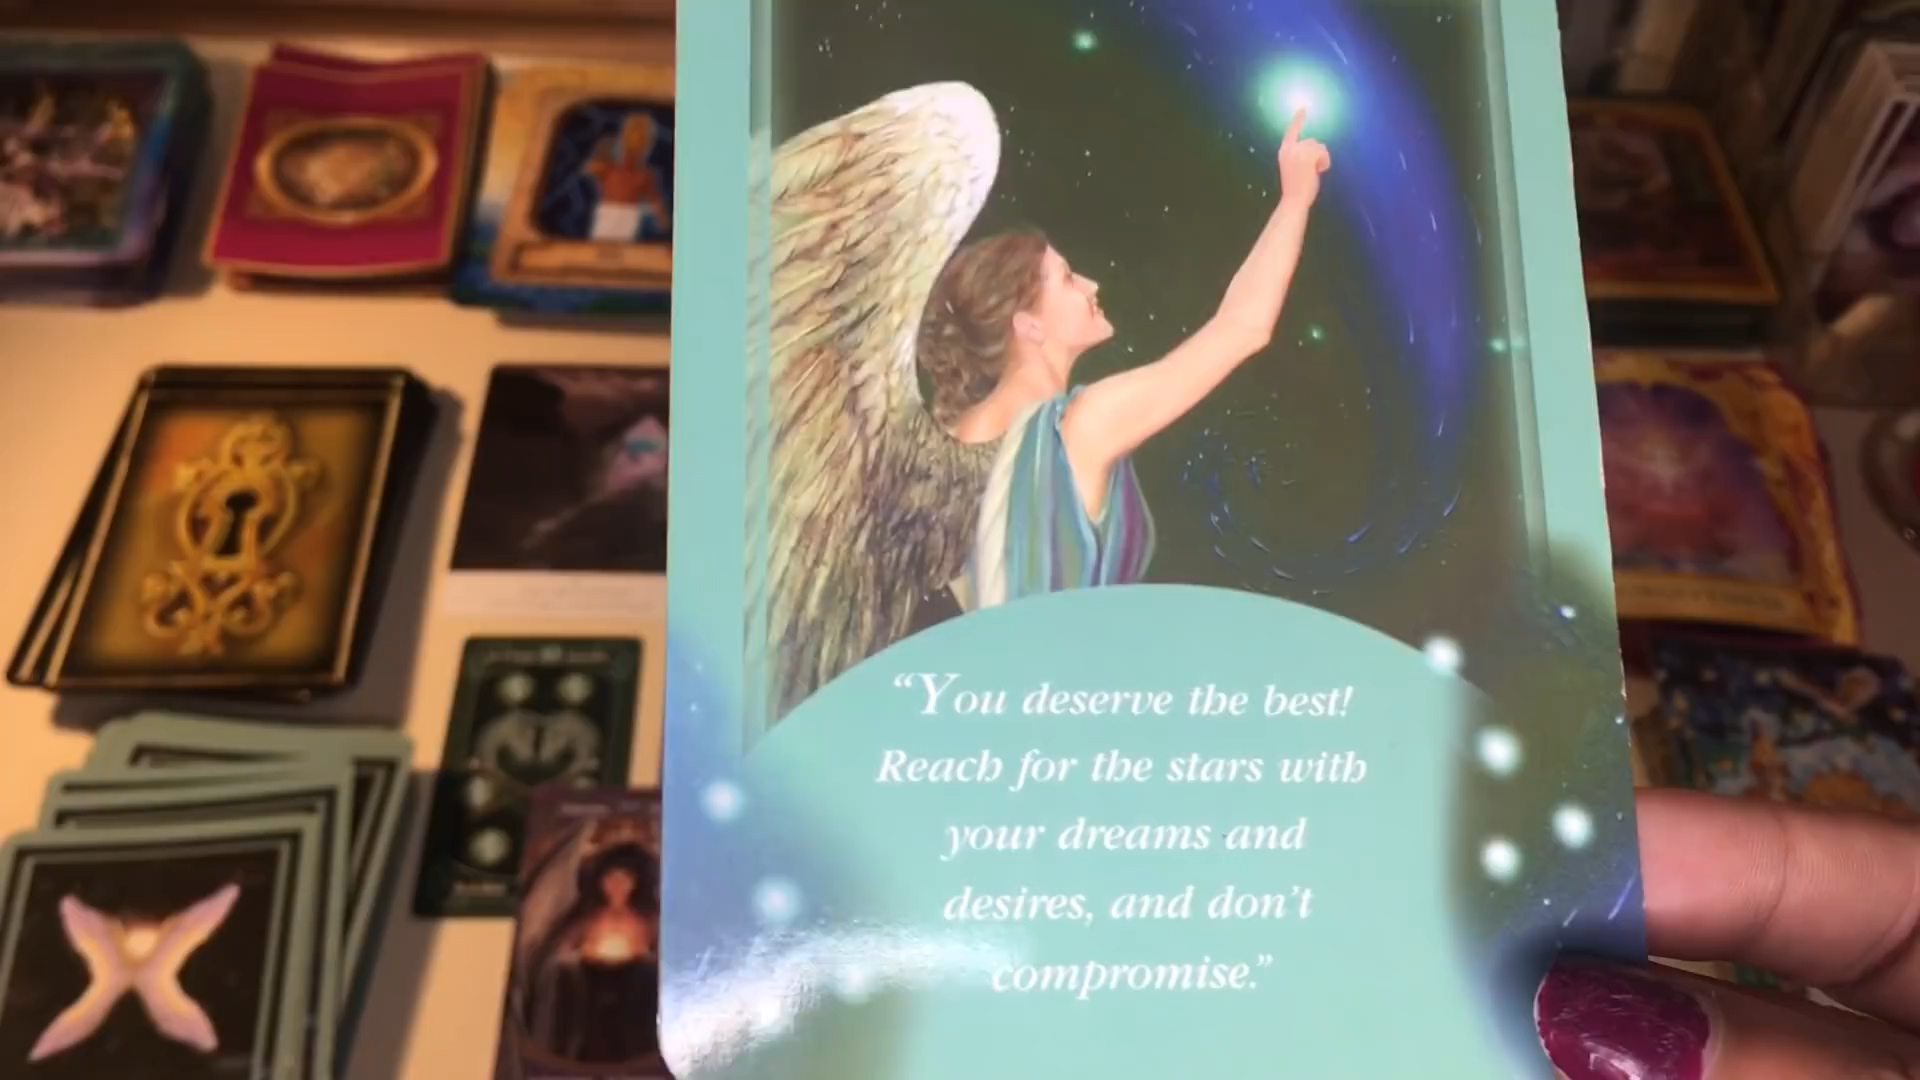 “You deserve the best!
Reach for the stars with
your dreams and
desires, and don’t
compromise.”